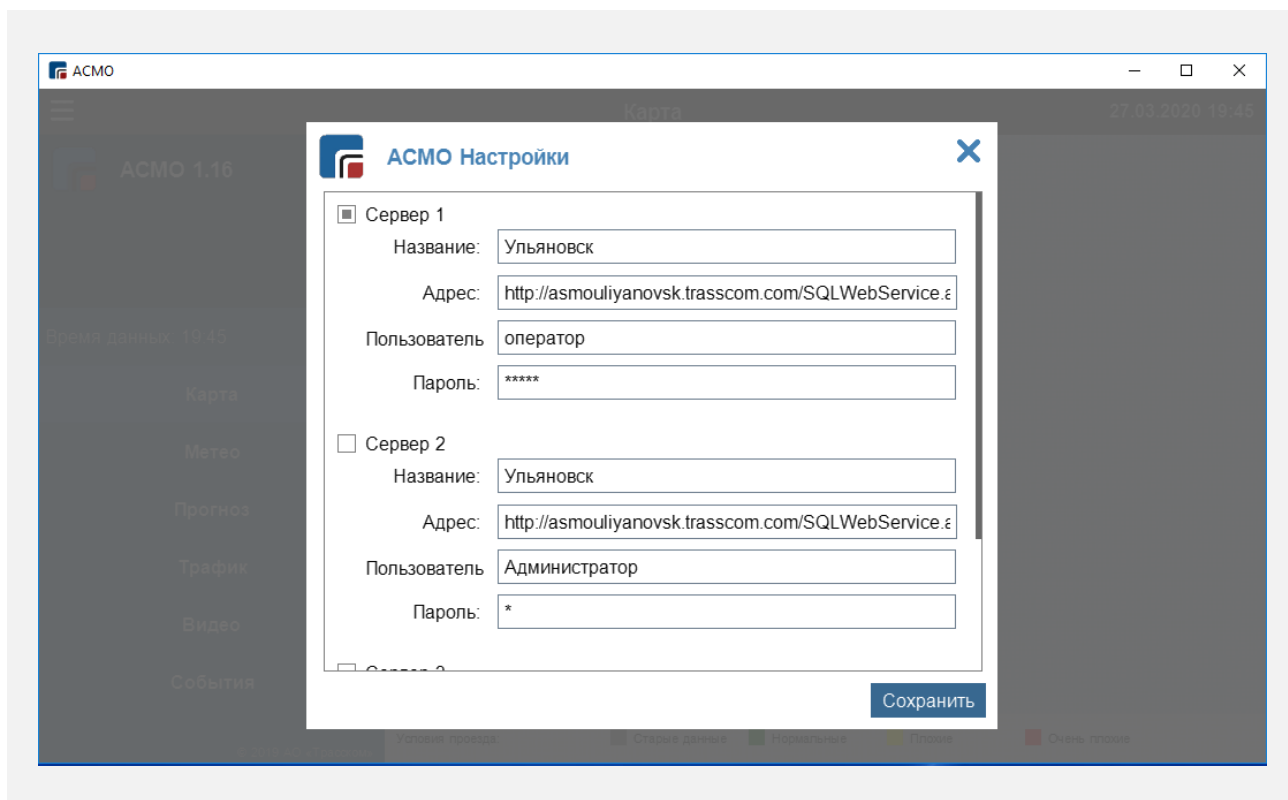 АСМО
Карта 27.03.2020 19:45
АСМО 1.16
Время данных: 19:45
Карта
Метео
Прогноз
Трафик
Видео
События
АСМО Настройки
Сервер 1
Название: Ульяновск
Адрес: http://asmouliyanovsk.trasscom.com/SQLWebService.a
Пользователь оператор
Пароль: *****
Сервер 2
Название: Ульяновск
Адрес: http://asmouliyanovsk.trasscom.com/SQLWebService.a
Пользователь Администратор
Пароль: *
Сохранить
Условия проезда: Старые данные Нормальные Плохие Очень плохие